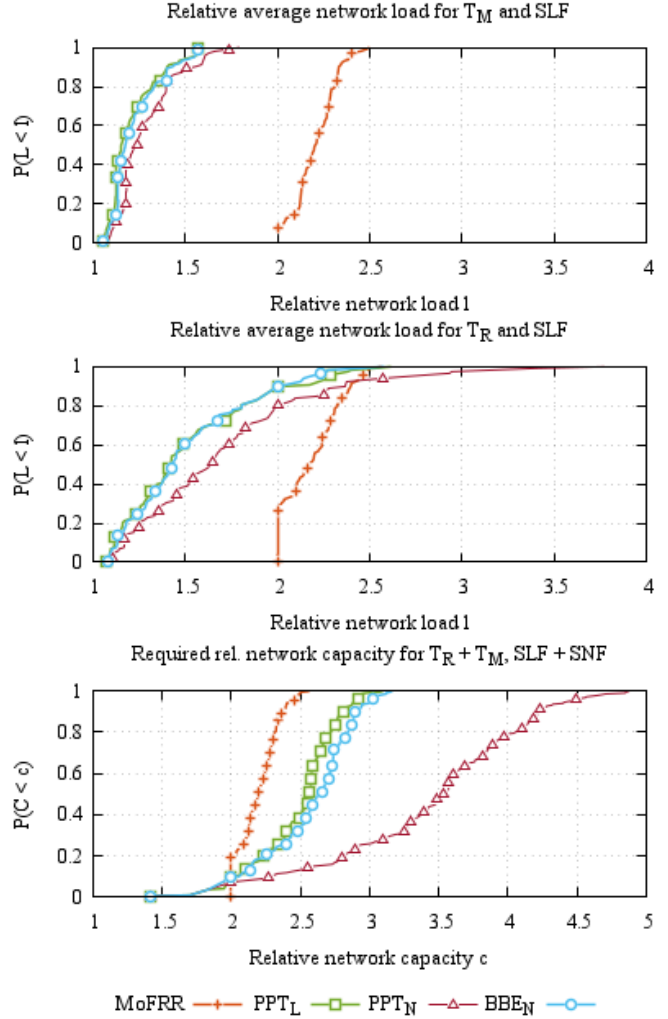 Relative average network load for T_M and SLF
1
0.8
0.6
0.4
0.2
0
P(L < l)
1 1.5 2 2.5 3 3.5 4
Relative network load l
Relative average network load for T_R and SLF
1
0.8
0.6
0.4
0.2
0
P(L < l)
1 1.5 2 2.5 3 3.5 4
Relative network load l
Required rel. network capacity for T_R + T_M, SLF + SNF
1
0.8
0.6
0.4
0.2
0
P(C < c)
1 1.5 2 2.5 3 3.5 4 4.5 5
Relative network capacity c
MoFRR PPT_L PPT_N BBE_N